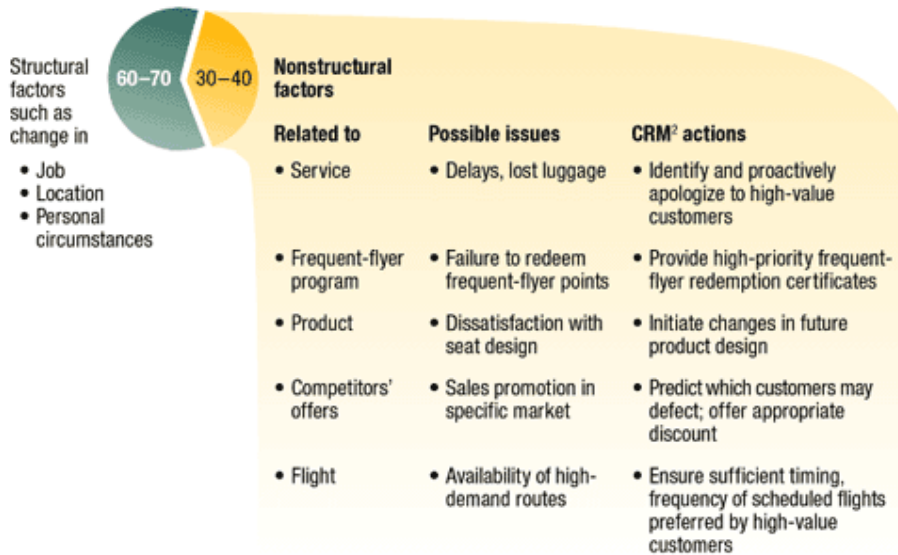 Structural
factors
such as
change in
• Job
• Location
• Personal
circumstances
60–70
30–40
Nonstructural
factors
Related to
Possible issues
CRM² actions
• Service
• Delays, lost luggage
• Identify and proactively
apologize to high-value
customers
• Frequent-flyer
program
• Failure to redeem
frequent-flyer points
• Provide high-priority frequent-
flyer redemption certificates
• Product
• Dissatisfaction with
seat design
• Initiate changes in future
product design
• Competitors’
offers
• Sales promotion in
specific market
• Predict which customers may
defect; offer appropriate
discount
• Flight
• Availability of high-
demand routes
• Ensure sufficient timing,
frequency of scheduled flights
preferred by high-value
customers